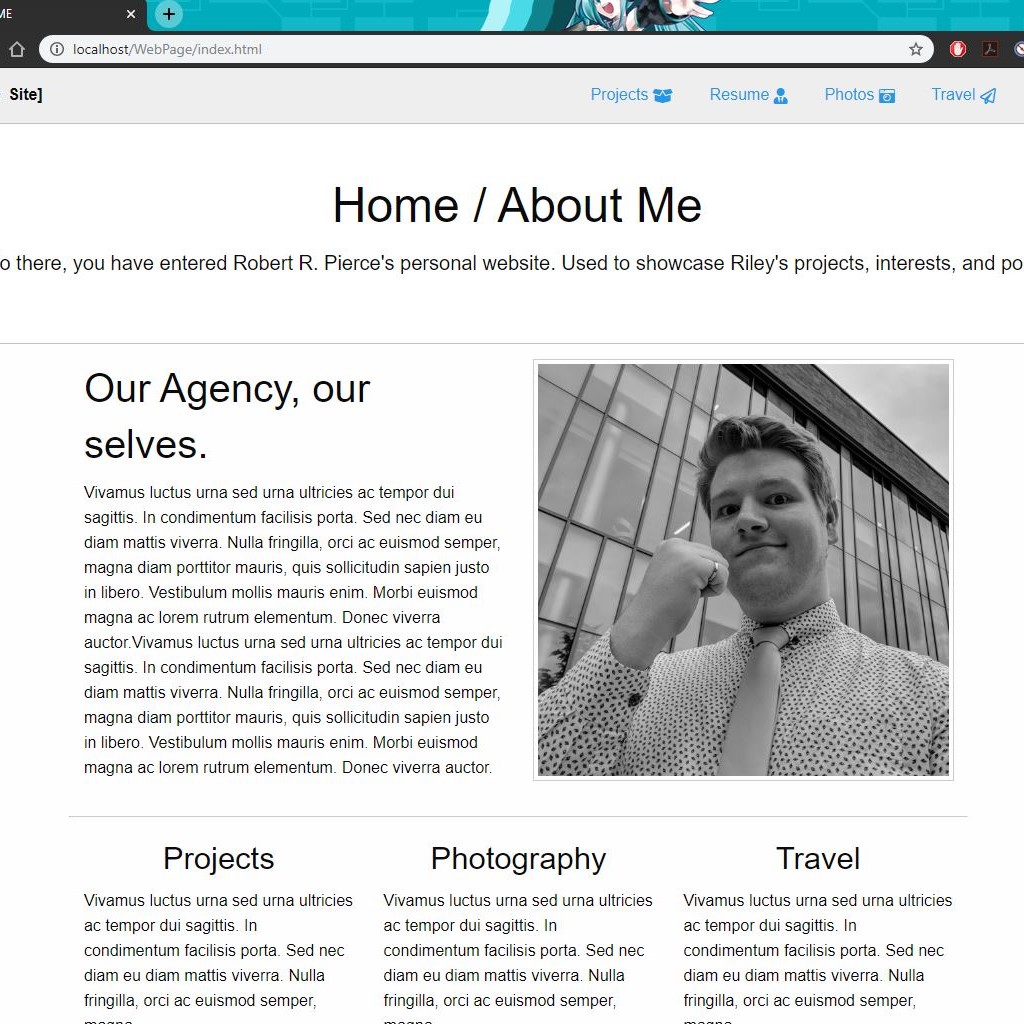 ME
localhost/WebPage/index.html
Site]
Projects
Resume
Photos
Travel
Home / About Me
o there, you have entered Robert R. Pierce's personal website. Used to showcase Riley's projects, interests, and po
Our Agency, our
selves.
Vivamus luctus urna sed urna ultricies ac tempor dui
sagittis. In condimentum facilisis porta. Sed nec diam eu
diam mattis viverra. Nulla fringilla, orci ac euismod semper,
magna diam porttitor mauris, quis sollicitudin sapien justo
in libero. Vestibulum mollis mauris enim. Morbi euismod
magna ac lorem rutrum elementum. Donec viverra
auctor.Vivamus luctus urna sed urna ultricies ac tempor dui
sagittis. In condimentum facilisis porta. Sed nec diam eu
diam mattis viverra. Nulla fringilla, orci ac euismod semper,
magna diam porttitor mauris, quis sollicitudin sapien justo
in libero. Vestibulum mollis mauris enim. Morbi euismod
magna ac lorem rutrum elementum. Donec viverra auctor.
Projects
Vivamus luctus urna sed urna ultricies
ac tempor dui sagittis. In
condimentum facilisis porta. Sed nec
diam eu diam mattis viverra. Nulla
fringilla, orci ac euismod semper,
magna
Photography
Vivamus luctus urna sed urna ultricies
ac tempor dui sagittis. In
condimentum facilisis porta. Sed nec
diam eu diam mattis viverra. Nulla
fringilla, orci ac euismod semper,
magna
Travel
Vivamus luctus urna sed urna ultricies
ac tempor dui sagittis. In
condimentum facilisis porta. Sed nec
diam eu diam mattis viverra. Nulla
fringilla, orci ac euismod semper,
magna